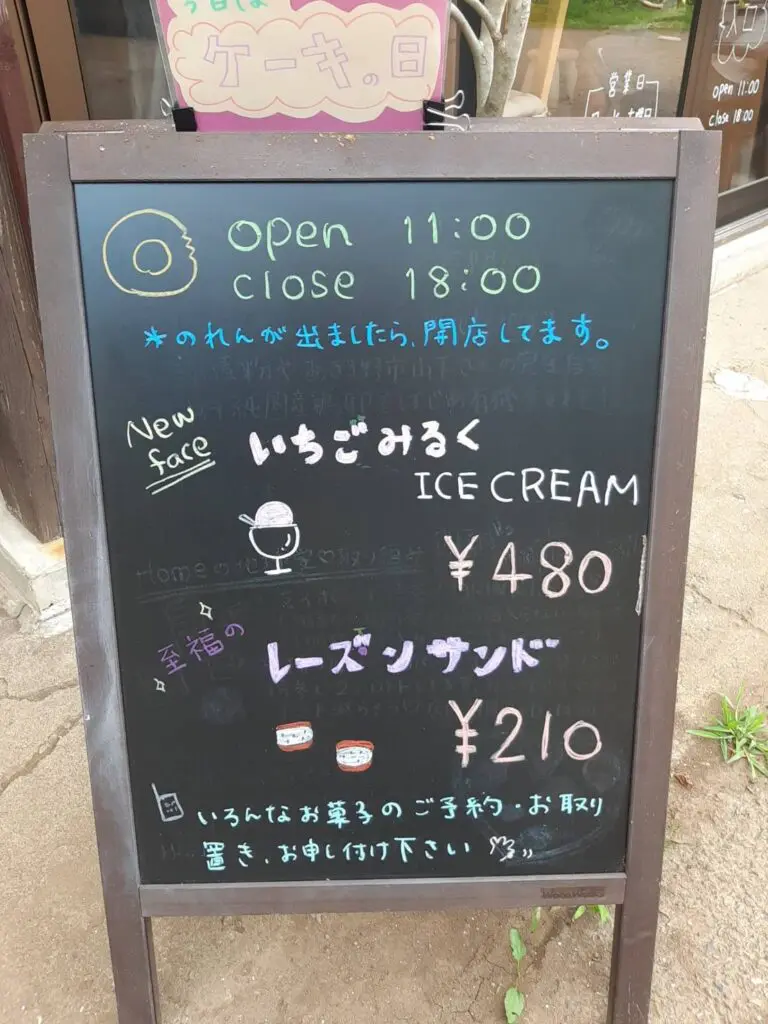 今日は
ケーキの日
営業日
open 11:00
close 18:00
open 11:00
close 18:00
*のれんが出ましたら、開店してます。
New
face
いちごみるく
ICE CREAM
¥480
至福の
レーズンサンド
¥210
いろんなお菓子のご予約・お取り
置き、お申し付け下さい